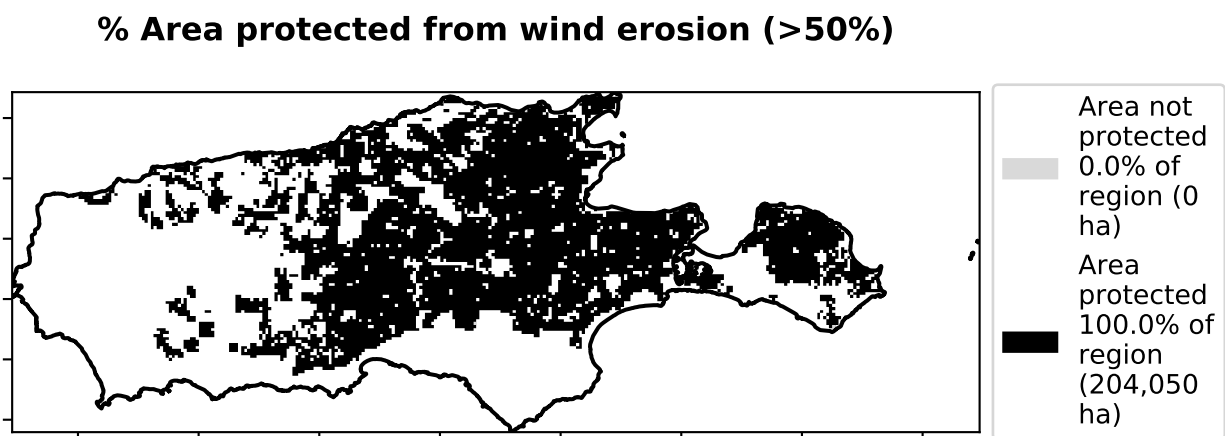 % Area protected from wind erosion (>50%)
Area not
protected
0.0% of
region (0
ha)
Area
protected
100.0% of
region
(204,050
ha)